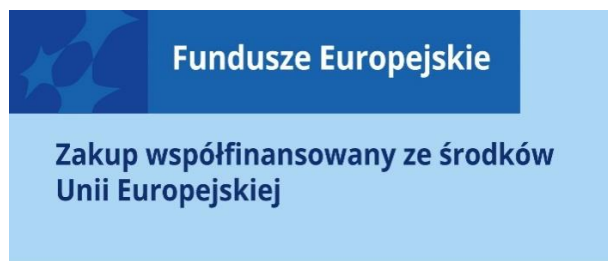 Fundusze Europejskie
Zakup współfinansowany ze środków
Unii Europejskiej